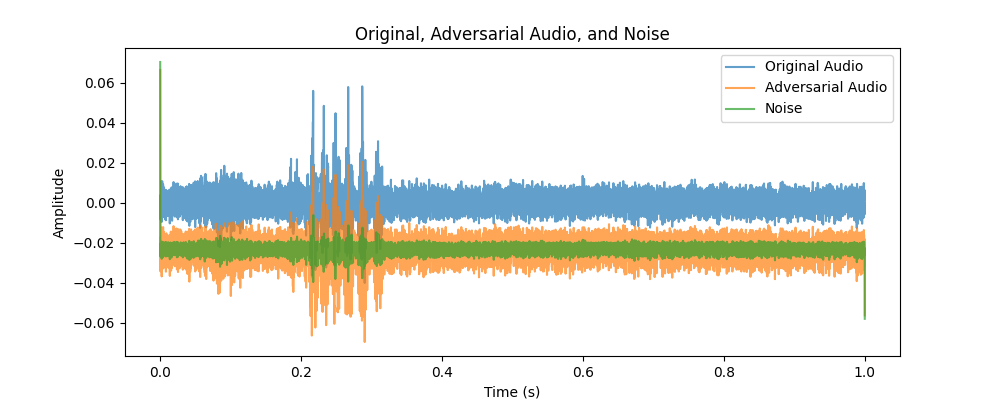 Original, Adversarial Audio, and Noise
Original Audio
Adversarial Audio
Noise
Amplitude
0.06
0.04
0.02
0.00
−0.02
−0.04
−0.06
0.0 0.2 0.4 0.6 0.8 1.0
Time (s)